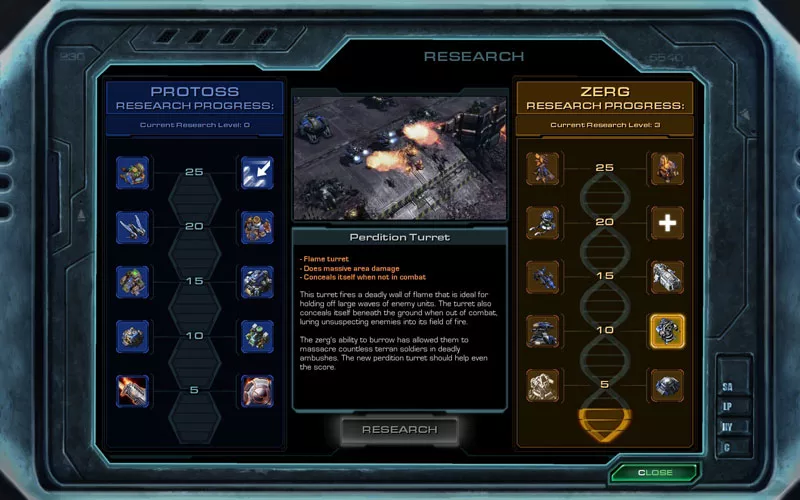 230
RESEARCH
5540
PROTOSS
RESEARCH PROGRESS:
Current Research Level: 0
25
20
15
10
5
Perdition Turret
- Flame turret
- Does massive area damage
- Conceals itself when not in combat
This turret fires a deadly wall of flame that is ideal for
holding off large waves of enemy units. The turret also
conceals itself beneath the ground when out of combat,
luring unsuspecting enemies into its field of fire.
The zerg's ability to burrow has allowed them to
massacre countless terran soldiers in deadly
ambushes. The new perdition turret should help even
the score.
RESEARCH
ZERG
RESEARCH PROGRESS:
Current Research Level: 3
25
20
15
10
5
SA
LP
NY
C
CLOSE